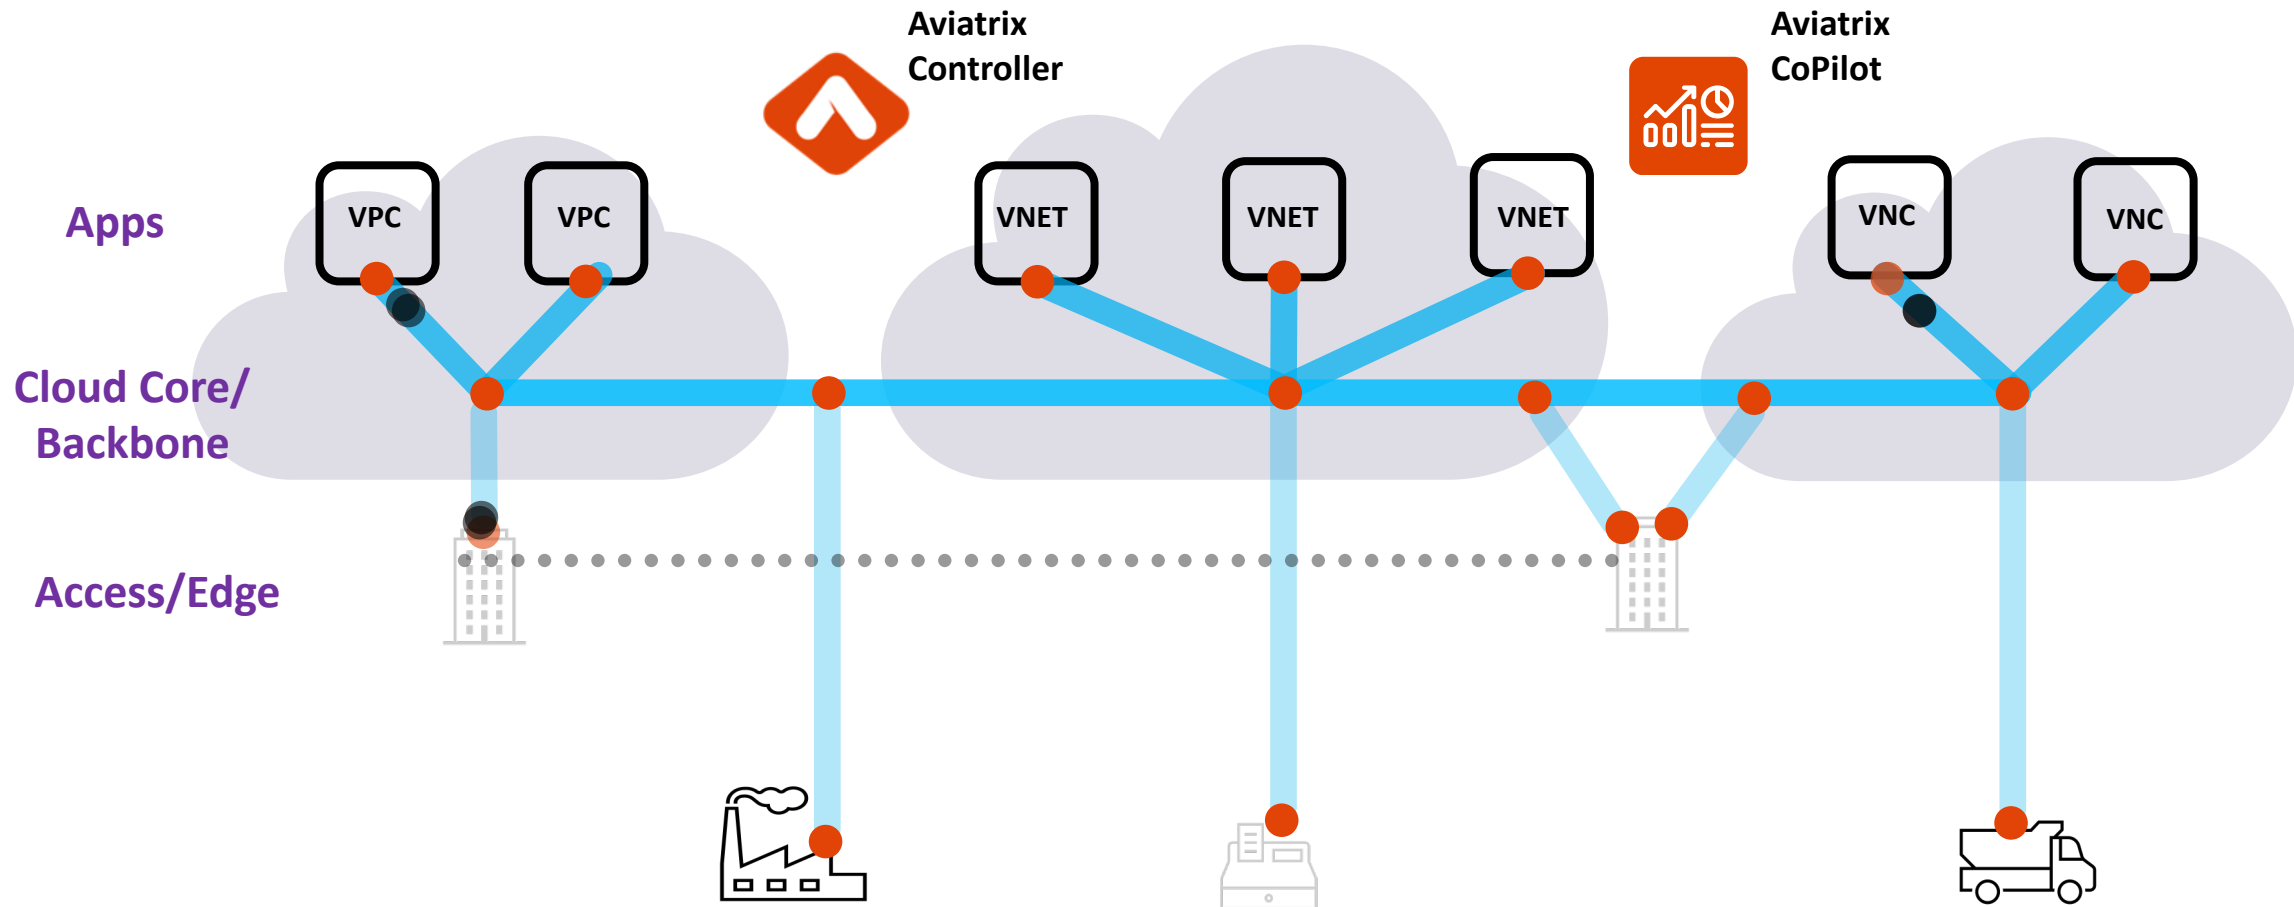 Aviatrix
Controller
Aviatrix
CoPilot
Apps
VPC
VPC
VNET
VNET
VNET
VNC
VNC
Cloud Core/
Backbone
Access/Edge